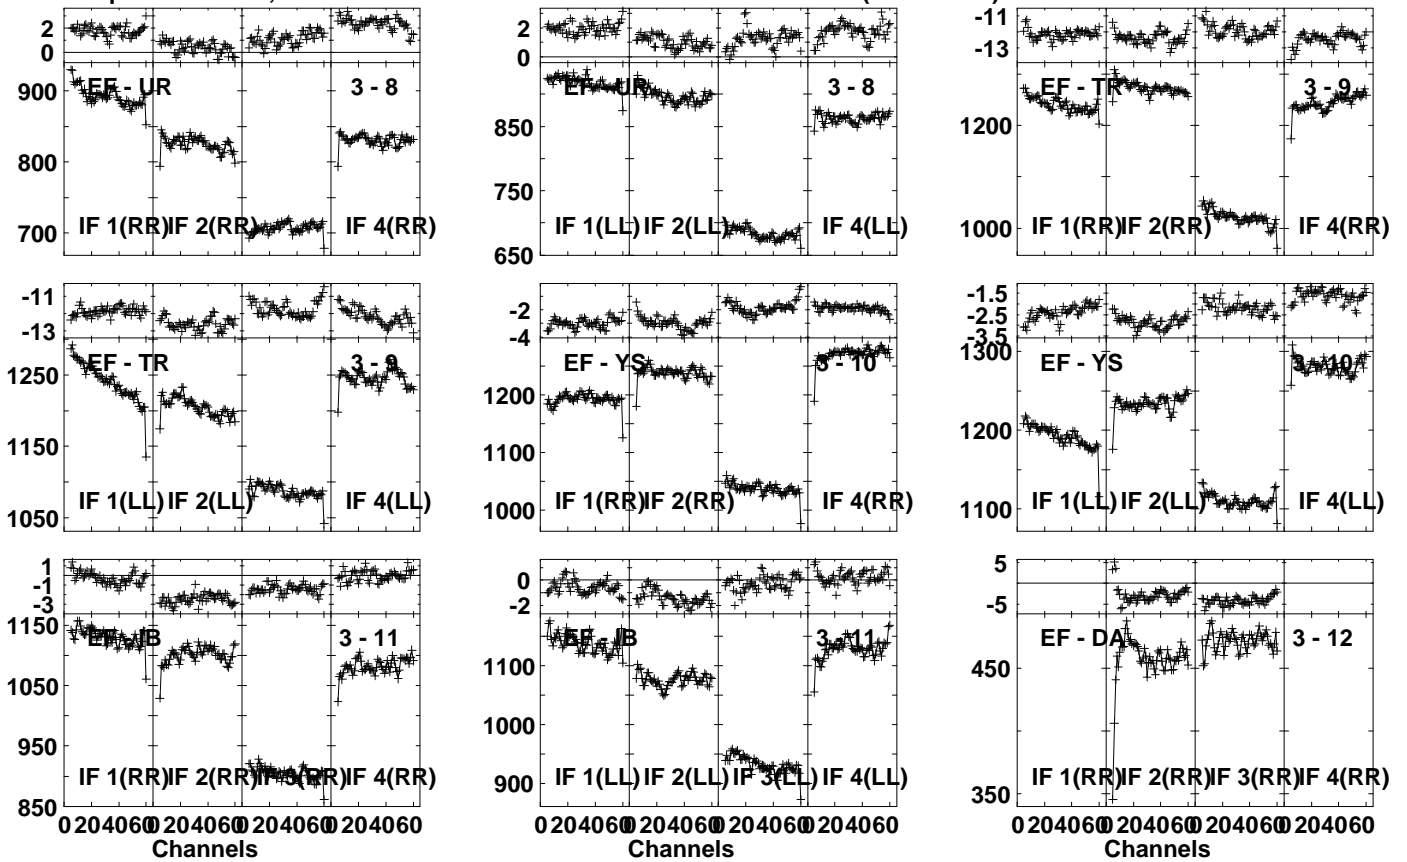 2
0
900
800
700
EF - UR
3 - 8
IF 1(RR)
IF 2(RR)
IF 4(RR)
2
0
850
750
650
EF - UR
3 - 8
IF 1(LL)
IF 2(LL)
IF 4(LL)
-11
-13
1200
1000
EF - TR
3 - 9
IF 1(RR)
IF 2(RR)
IF 4(RR)
-11
-13
1250
1150
1050
EF - TR
3 - 9
IF 1(LL)
IF 2(LL)
IF 4(LL)
-2
-4
1200
1100
1000
EF - YS
3 - 10
IF 1(RR)
IF 2(RR)
IF 4(RR)
-1.5
-2.5
-3.5
1300
1200
1100
EF - YS
3 - 10
IF 1(LL)
IF 2(LL)
IF 4(LL)
1
-1
-3
1150
1050
950
850
EF - JB
3 - 11
IF 1(RR)
IF 2(RR)
IF 3(RR)
IF 4(RR)
0 204060 0 204060 0 204060 0 204060
Channels
0
-2
1100
1000
900
EF - JB
3 - 11
IF 1(LL)
IF 2(LL)
IF 3(LL)
IF 4(LL)
0 204060 0 204060 0 204060 0 204060
Channels
5
-5
450
350
EF - DA
3 - 12
IF 1(RR)
IF 2(RR)
IF 3(RR)
IF 4(RR)
0 204060 0 204060 0 204060 0 204060
Channels